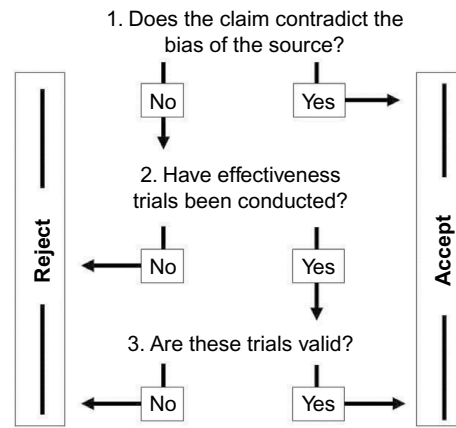 1. Does the claim contradict the
bias of the source?
No
Yes
2. Have effectiveness
trials been conducted?
Reject
Accept
No
Yes
3. Are these trials valid?
No
Yes